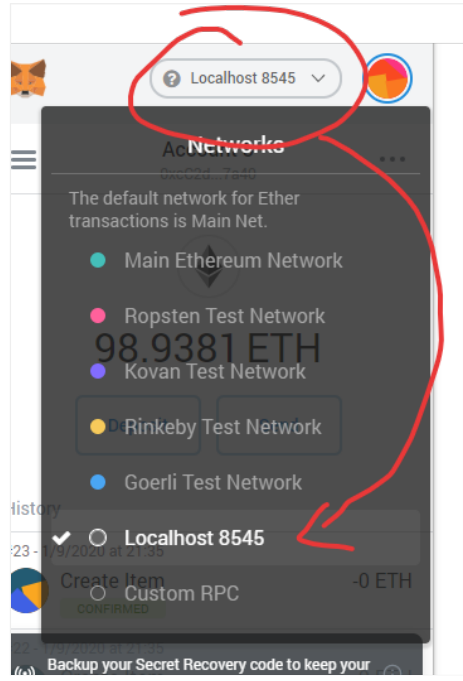 Localhost 8545
Networks
The default network for Ether
transactions is Main Net.
Main Ethereum Network
Ropsten Test Network
98.9381 ETH
Kovan Test Network
Rinkeby Test Network
Goerli Test Network
History
Localhost 8545
#23 - 1/9/2020 at 21:35
Create Item -0 ETH
Custom RPC
CONFIRMED
22 - 1/9/2020 at 21:35
Backup your Secret Recovery code to keep your